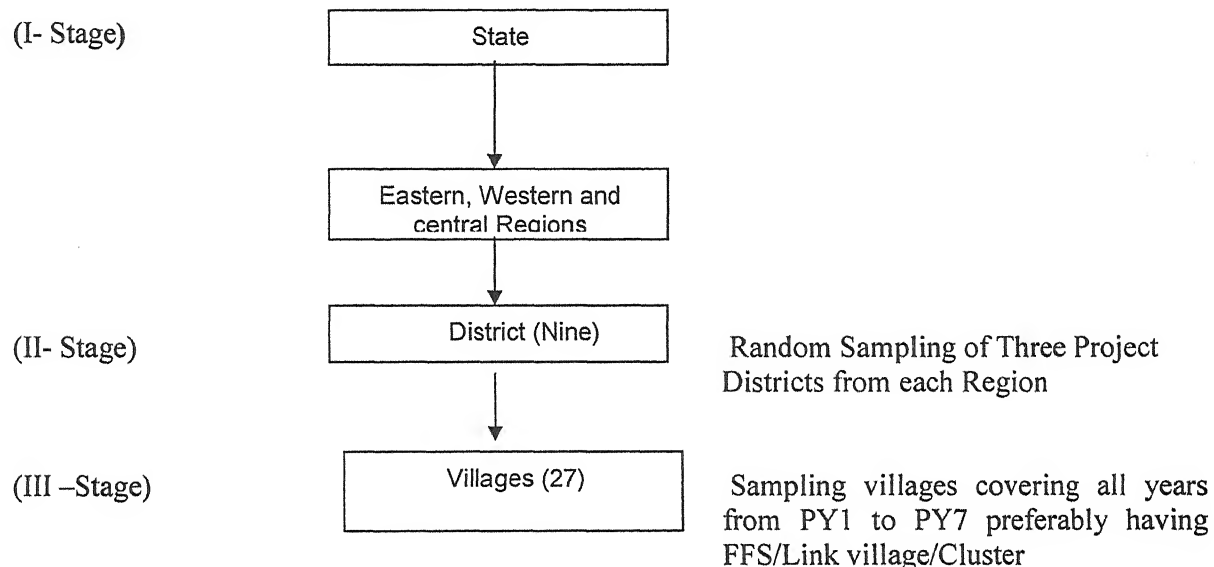 (I- Stage)
State
Eastern, Western and
central Regions
(II- Stage)
District (Nine)
Random Sampling of Three Project
Districts from each Region
(III –Stage)
Villages (27)
Sampling villages covering all years
from PY1 to PY7 preferably having
FFS/Link village/Cluster